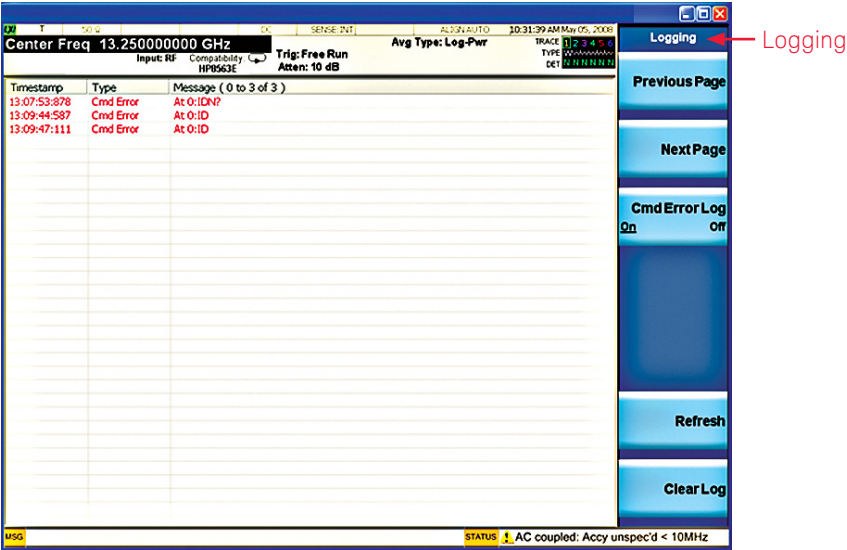 LXI T 50 Ω DC SENSE:INT ALIGN AUTO 10:31:39 AM May 05, 2008
Center Freq 13.250000000 GHz
Input: RF Compatibility:
HP8563E
Trig: Free Run
Atten: 10 dB
Avg Type: Log-Pwr
TRACE 1 2 3 4 5 6
TYPE WWWWWW
DET N N N N N N
Logging
Logging
Timestamp Type Message ( 0 to 3 of 3 )
13:07:53:878 Cmd Error At 0:IDN?
13:09:44:587 Cmd Error At 0:ID
13:09:47:111 Cmd Error At 0:ID
Previous Page
Next Page
Cmd Error Log
On Off
Refresh
Clear Log
MSG
STATUS ! AC coupled: Accy unspec'd < 10MHz